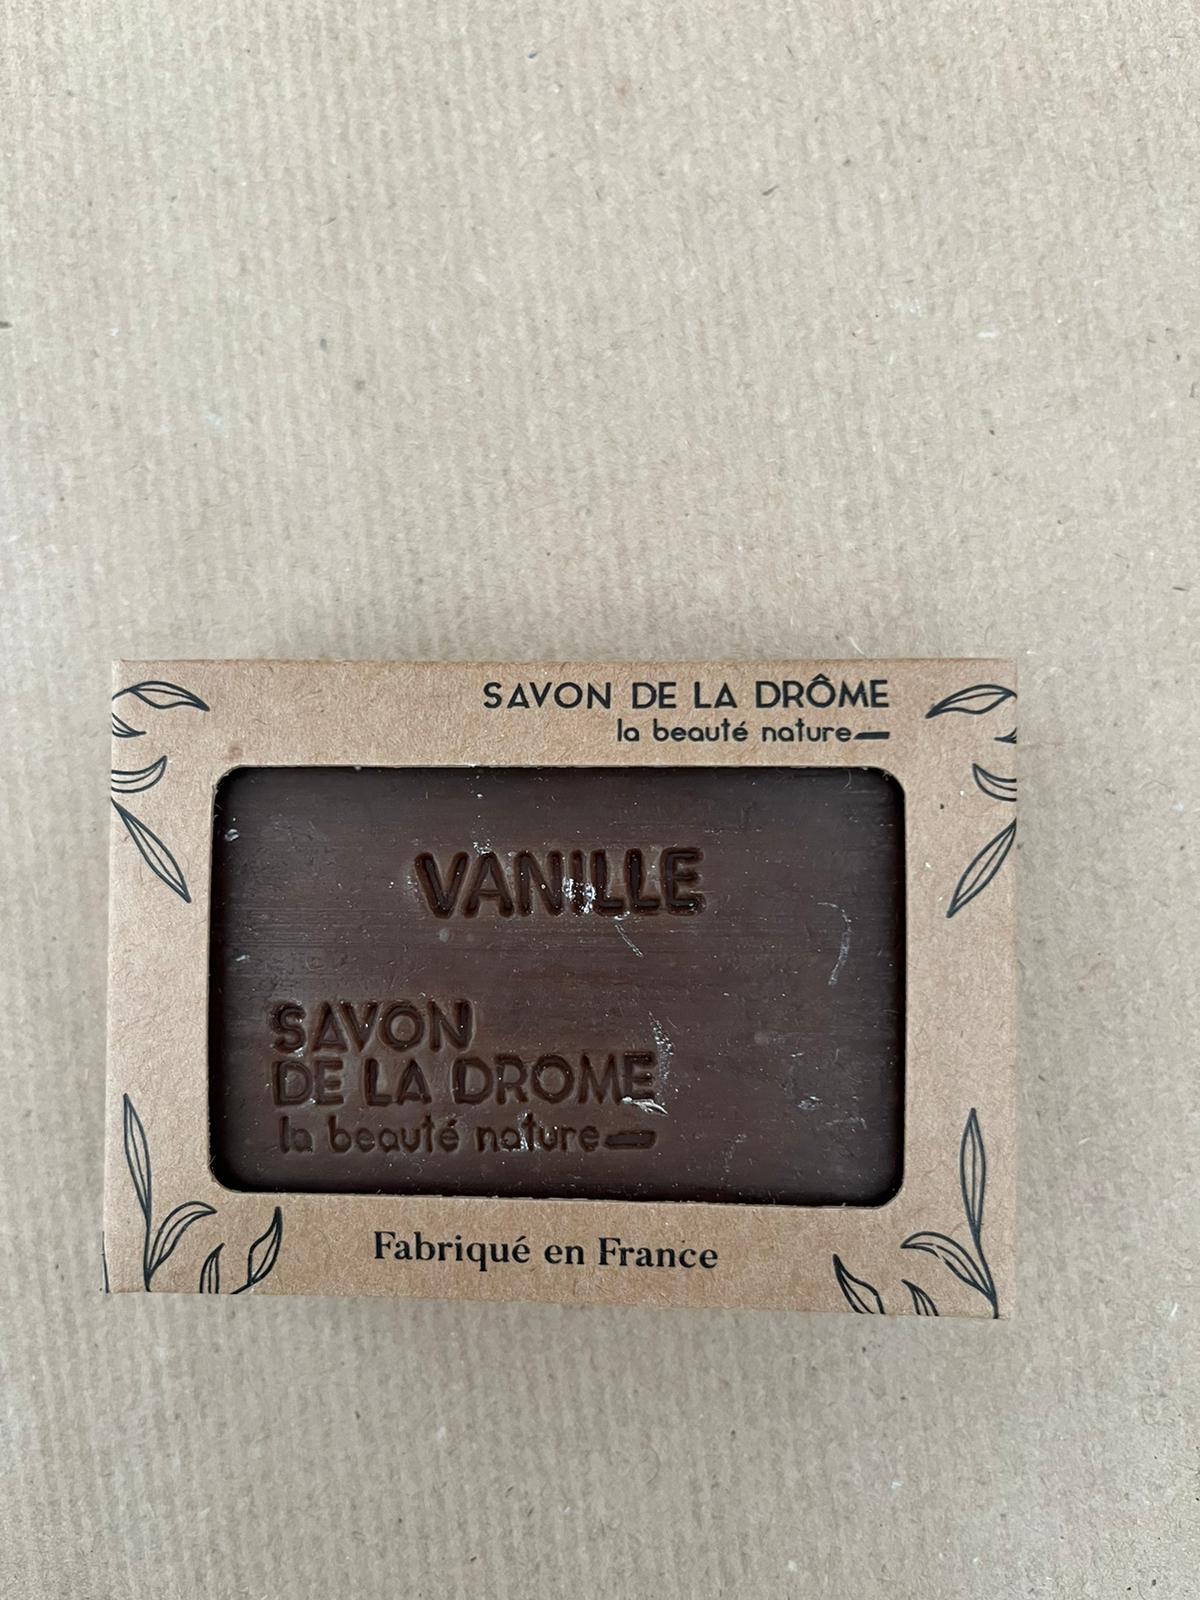 SAVON DE LA DRÔME
la beauté nature
VANILLE
SAVON
DE LA DROME
la beauté nature
Fabriqué en France